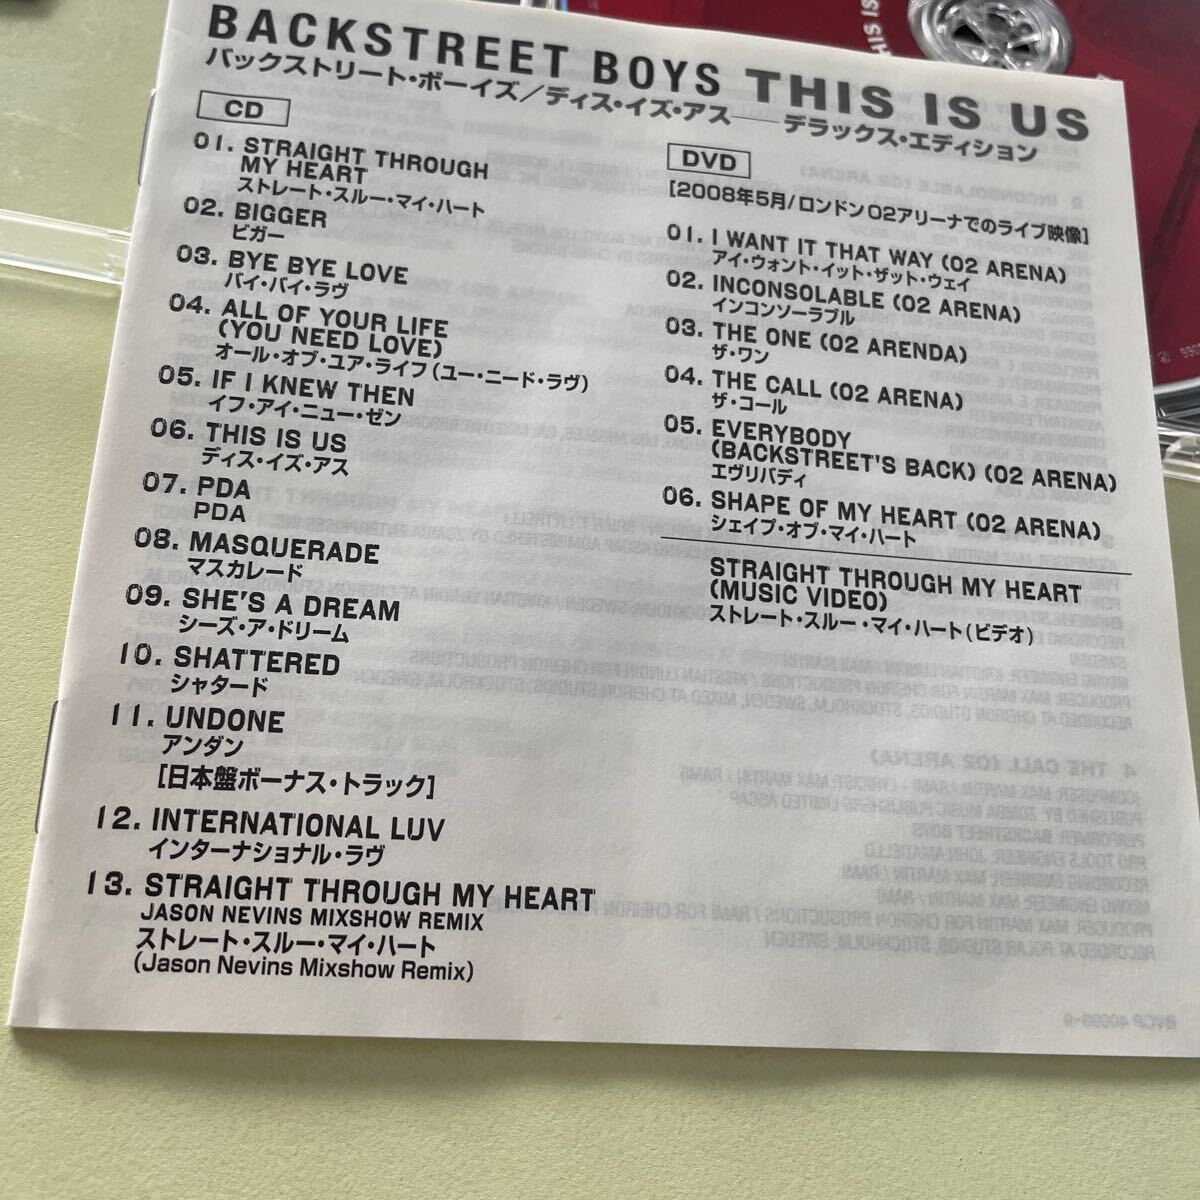 BACKSTREET BOYS THIS IS US
バックストリート・ボーイズ／ディス・イズ・アス──デラックス・エディション
CD
01. STRAIGHT THROUGH
MY HEART
ストレート・スルー・マイ・ハート
02. BIGGER
ビガー
03. BYE BYE LOVE
バイ・バイ・ラヴ
04. ALL OF YOUR LIFE
(YOU NEED LOVE)
オール・オブ・ユア・ライフ(ユー・ニード・ラヴ)
05. IF I KNEW THEN
イフ・アイ・ニュー・ゼン
06. THIS IS US
ディス・イズ・アス
07. PDA
PDA
08. MASQUERADE
マスカレード
09. SHE'S A DREAM
シーズ・ア・ドリーム
10. SHATTERED
シャタード
11. UNDONE
アンダン
[日本盤ボーナス・トラック]
12. INTERNATIONAL LUV
インターナショナル・ラヴ
13. STRAIGHT THROUGH MY HEART
JASON NEVINS MIXSHOW REMIX
ストレート・スルー・マイ・ハート
(Jason Nevins Mixshow Remix)
DVD
[2008年5月/ロンドンO2アリーナでのライブ映像]
01. I WANT IT THAT WAY (O2 ARENA)
アイ・ウォント・イット・ザット・ウェイ
02. INCONSOLABLE (O2 ARENA)
インコンソーラブル
03. THE ONE (O2 ARENDA)
ザ・ワン
04. THE CALL (O2 ARENA)
ザ・コール
05. EVERYBODY
(BACKSTREET'S BACK) (O2 ARENA)
エヴリバディ
06. SHAPE OF MY HEART (O2 ARENA)
シェイプ・オブ・マイ・ハート
STRAIGHT THROUGH MY HEART
(MUSIC VIDEO)
ストレート・スルー・マイ・ハート(ビデオ)
THIS IS